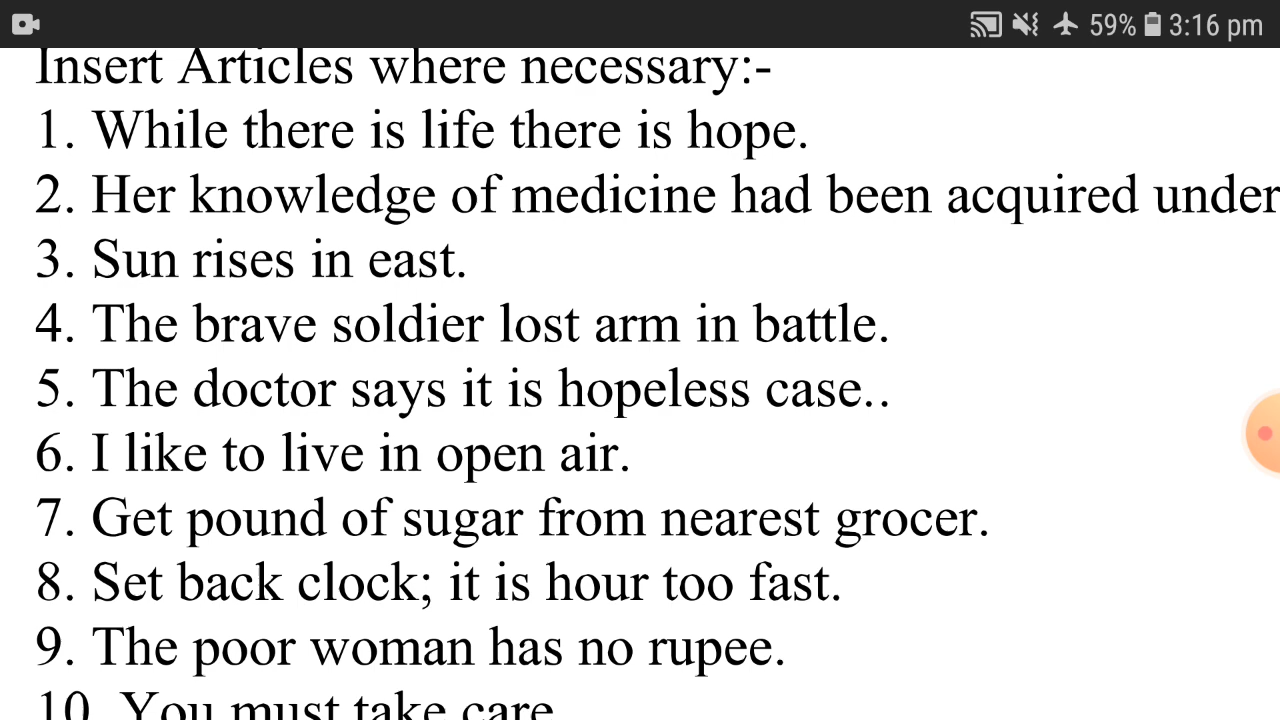 59% 3:16 pm
Insert Articles where necessary:-
1. While there is life there is hope.
2. Her knowledge of medicine had been acquired under
3. Sun rises in east.
4. The brave soldier lost arm in battle.
5. The doctor says it is hopeless case..
6. I like to live in open air.
7. Get pound of sugar from nearest grocer.
8. Set back clock; it is hour too fast.
9. The poor woman has no rupee.
10. You must take care